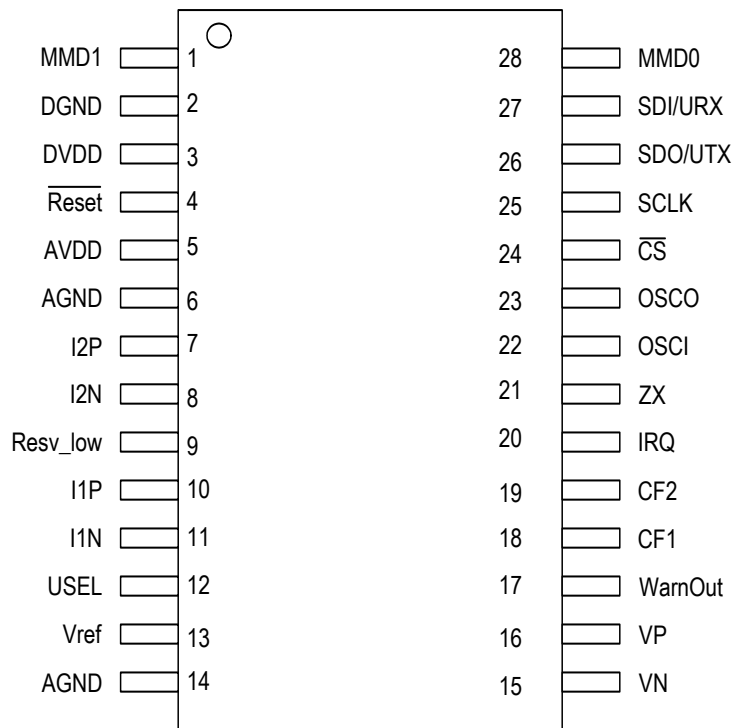 MMD1 1 28 MMD0
DGND 2 27 SDI/URX
DVDD 3 26 SDO/UTX
Reset 4 25 SCLK
AVDD 5 24 CS
AGND 6 23 OSCO
I2P 7 22 OSCI
I2N 8 21 ZX
Resv_low 9 20 IRQ
I1P 10 19 CF2
I1N 11 18 CF1
USEL 12 17 WarnOut
Vref 13 16 VP
AGND 14 15 VN